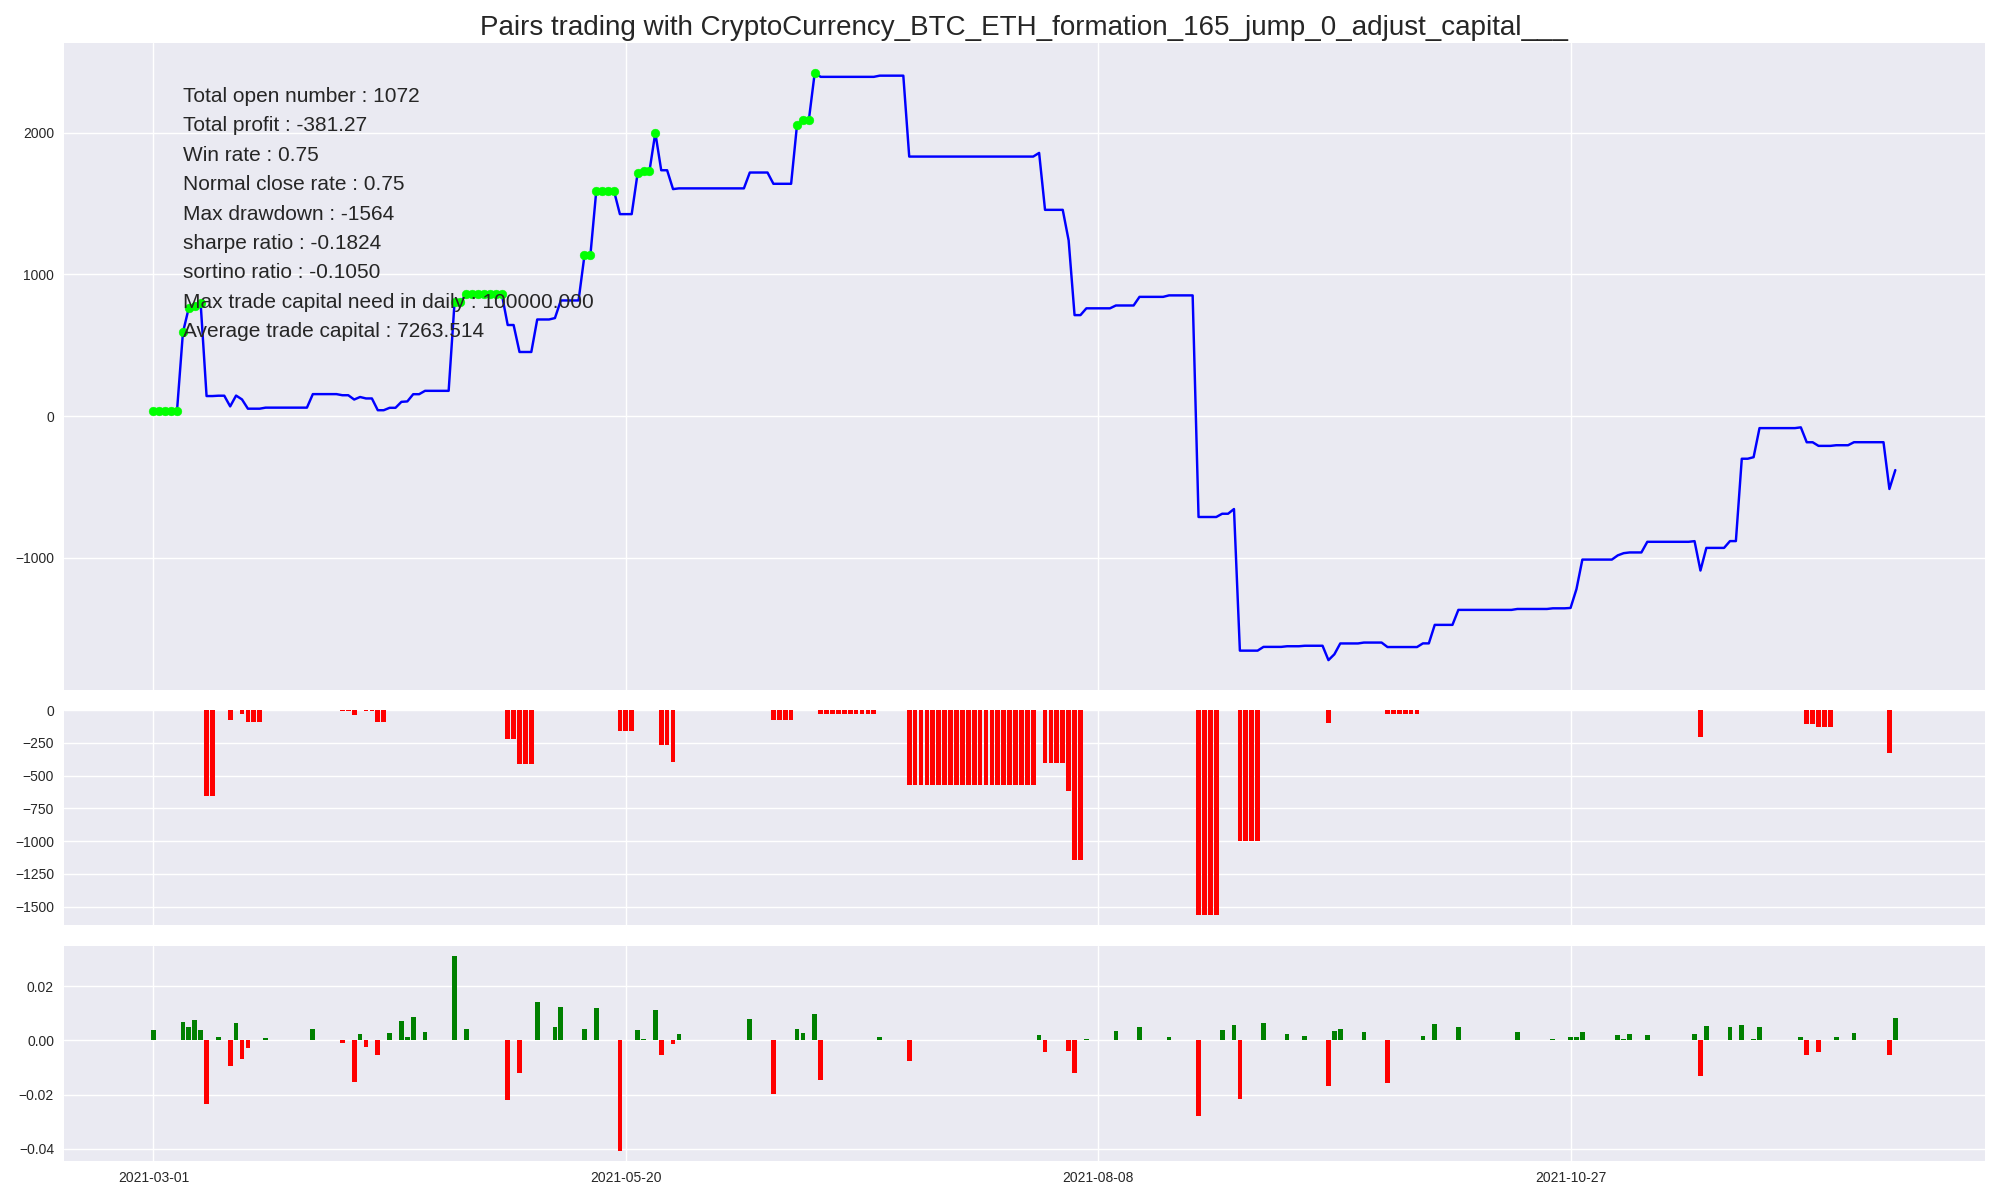 Pairs trading with CryptoCurrency_BTC_ETH_formation_165_jump_0_adjust_capital___
Total open number : 1072
Total profit : -381.27
Win rate : 0.75
Normal close rate : 0.75
Max drawdown : -1564
sharpe ratio : -0.1824
sortino ratio : -0.1050
Max trade capital need in daily : 100000.000
Average trade capital : 7263.514
2000
1000
0
−1000
0
−250
−500
−750
−1000
−1250
−1500
0.02
0.00
−0.02
−0.04
2021-03-01
2021-05-20
2021-08-08
2021-10-27